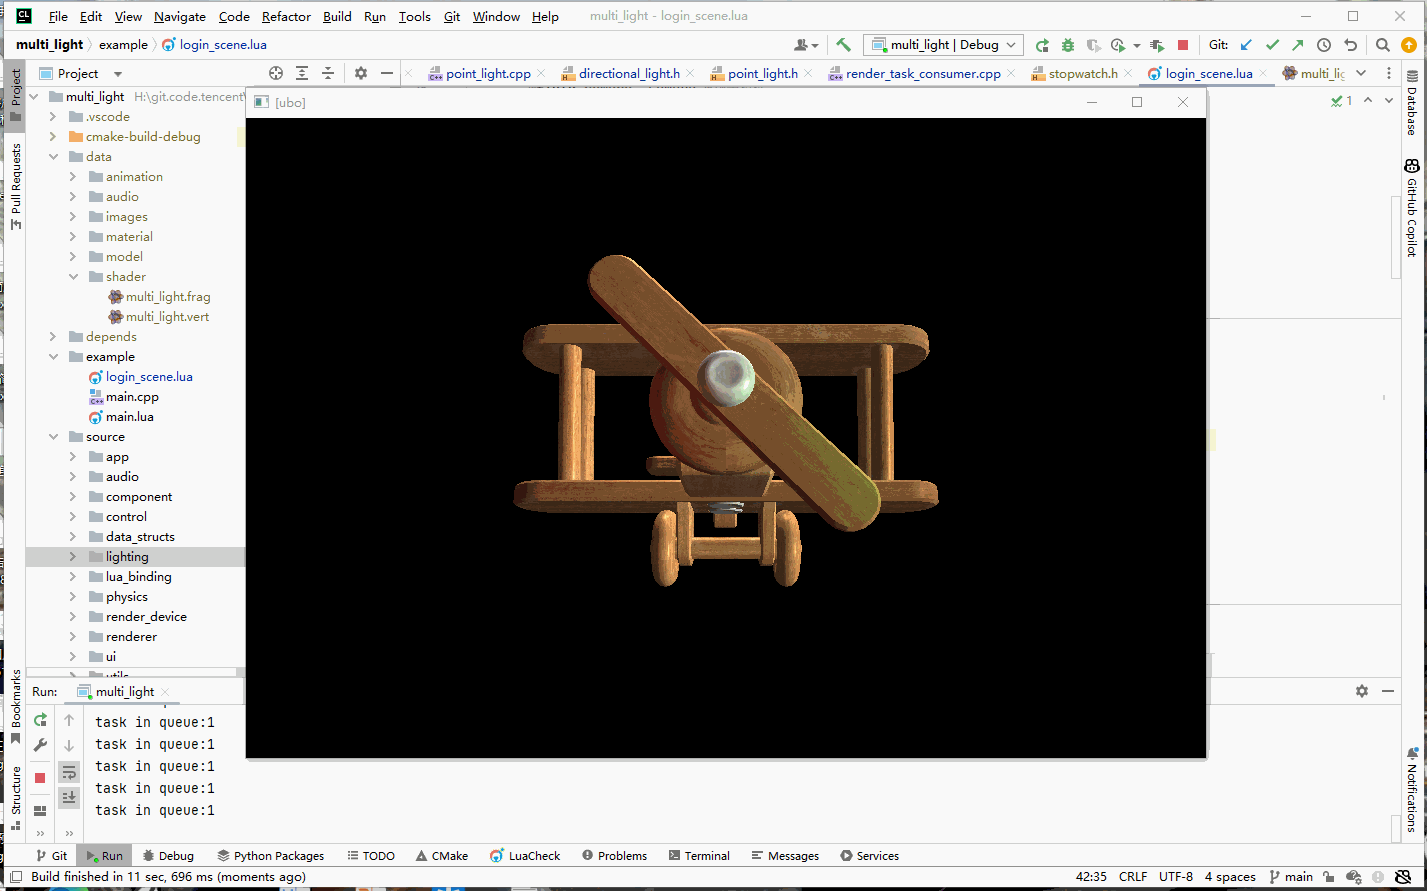 CL File Edit View Navigate Code Refactor Build Run Tools Git Window Help multi_light - login_scene.lua
multi_light example login_scene.lua multi_light | Debug Git:
Project point_light.cpp directional_light.h point_light.h render_task_consumer.cpp stopwatch.h login_scene.lua multi_lig
Project
Pull Requests
Bookmarks
Structure
multi_light H:\git.code.tencent\
.vscode
cmake-build-debug
data
animation
audio
images
material
model
shader
multi_light.frag
multi_light.vert
depends
example
login_scene.lua
main.cpp
main.lua
source
app
audio
component
control
data_structs
lighting
lua_binding
physics
render_device
renderer
ui
utils
[ubo]
1
Database
GitHub Copilot
Notifications
Run: multi_light
task in queue:1
task in queue:1
task in queue:1
task in queue:1
task in queue:1
Git Run Debug Python Packages TODO CMake LuaCheck Problems Terminal Messages Services
Build finished in 11 sec, 696 ms (moments ago) 42:35 CRLF UTF-8 4 spaces main